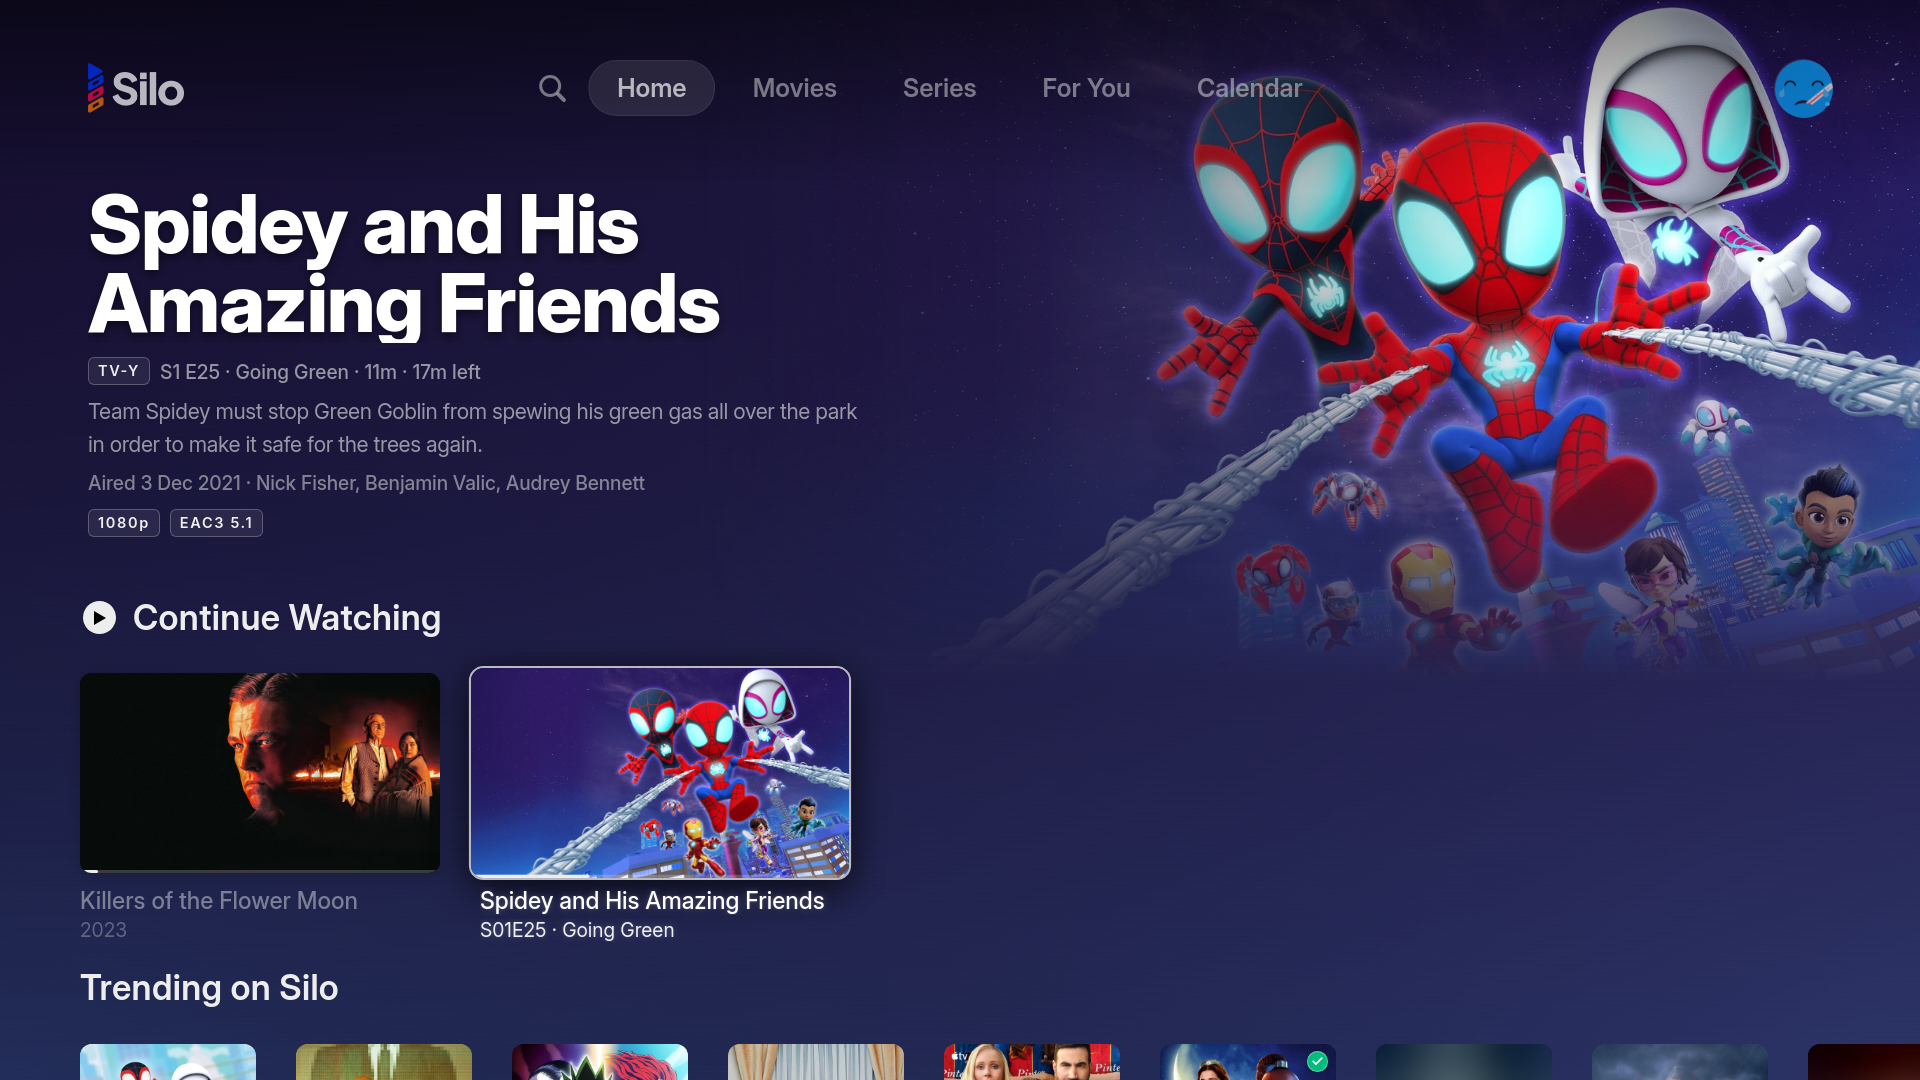 Silo
Home
Movies
Series
For You
Calendar
Spidey and His
Amazing Friends
TV-Y S1 E25 · Going Green · 11m · 17m left
Team Spidey must stop Green Goblin from spewing his green gas all over the park
in order to make it safe for the trees again.
Aired 3 Dec 2021 · Nick Fisher, Benjamin Valic, Audrey Bennett
1080p EAC3 5.1
Continue Watching
Killers of the Flower Moon
2023
Spidey and His Amazing Friends
S01E25 · Going Green
Trending on Silo
tv